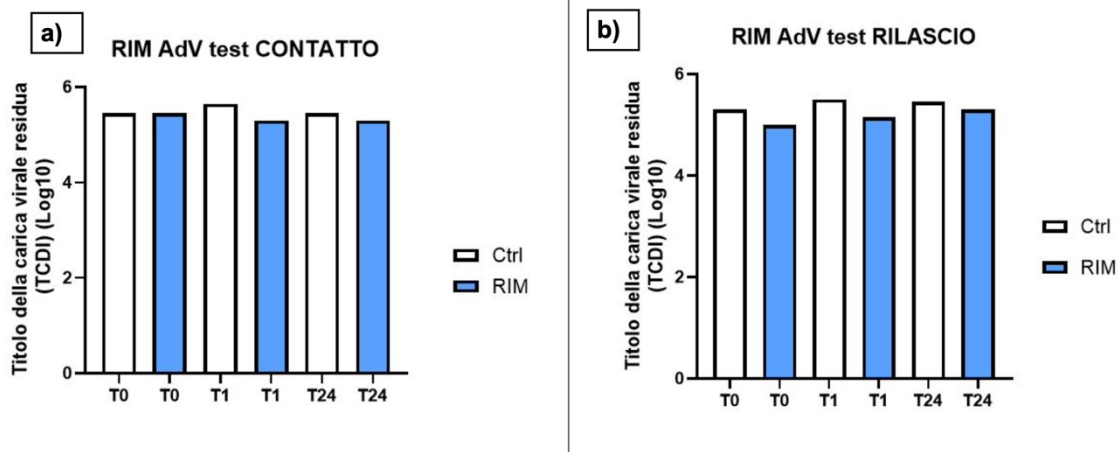 a)
RIM AdV test CONTATTO
Titolo della carica virale residua
(TCDI) (Log10)
6
4
2
0
T0 T0 T1 T1 T24 T24
Ctrl
RIM
b)
RIM AdV test RILASCIO
Titolo della carica virale residua
(TCDI) (Log10)
6
4
2
0
T0 T0 T1 T1 T24 T24
Ctrl
RIM